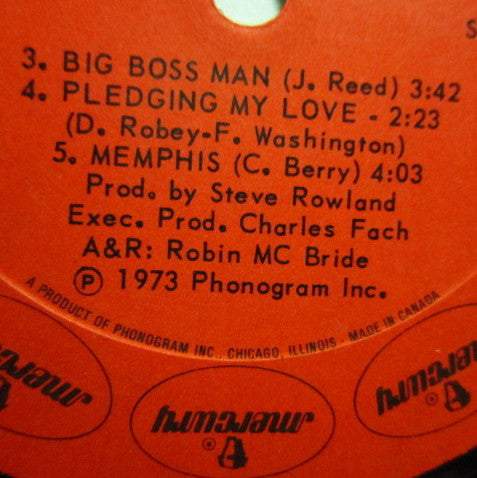 S
3. BIG BOSS MAN (J. Reed) 3:42
4. PLEDGING MY LOVE - 2:23
(D. Robey-F. Washington)
5. MEMPHIS (C. Berry) 4:03
Prod. by Steve Rowland
Exec. Prod. Charles Fach
A&R: Robin MC Bride
Ⓟ 1973 Phonogram Inc.
A PRODUCT OF PHONOGRAM INC., CHICAGO, ILLINOIS - MADE IN CANADA
mercury
mercury ®
mercury ®